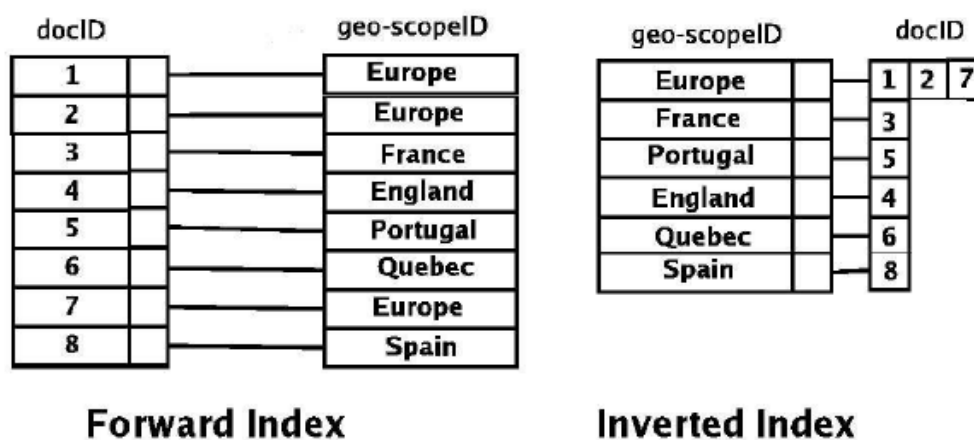 docID geo-scopeID
1 Europe
2 Europe
3 France
4 England
5 Portugal
6 Quebec
7 Europe
8 Spain
Forward Index
geo-scopeID docID
Europe 1 2 7
France 3
Portugal 5
England 4
Quebec 6
Spain 8
Inverted Index